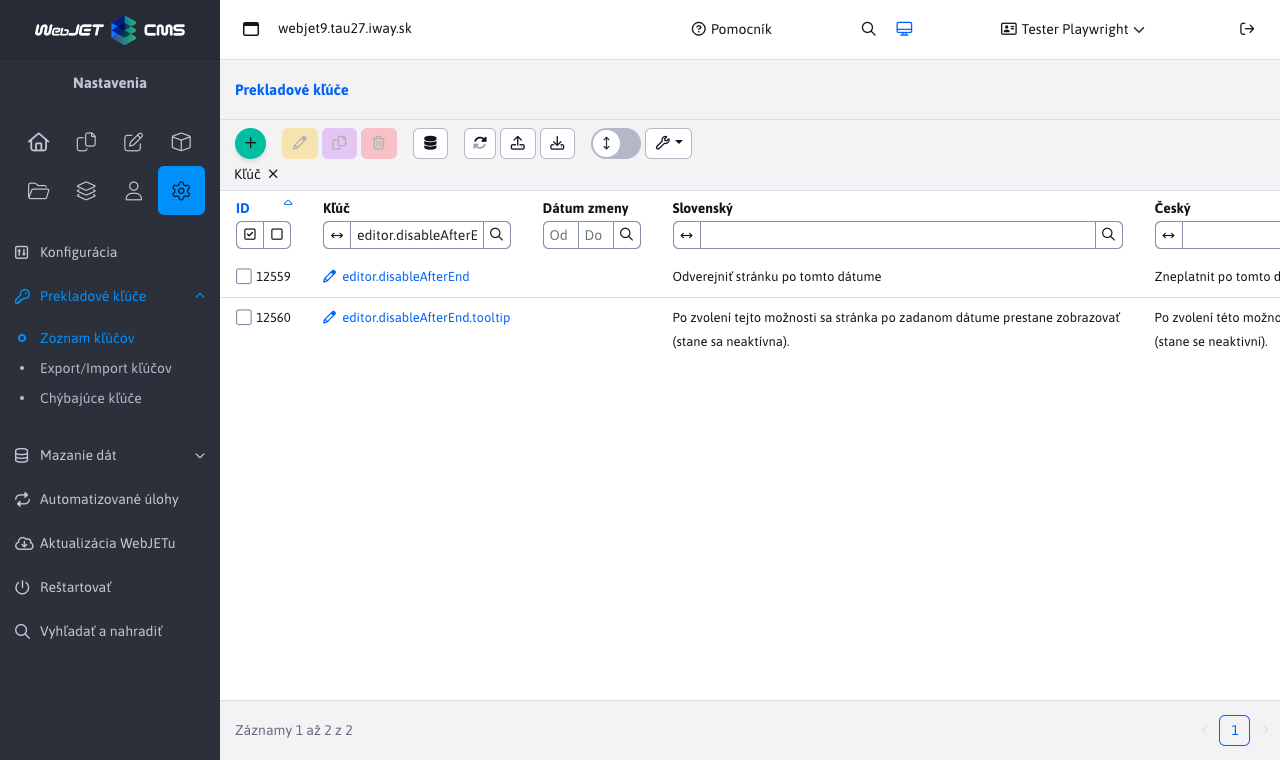 WebJET CMS
webjet9.tau27.iway.sk
Pomocník
Tester Playwright
Nastavenia
Prekladové kľúče
Kľúč
ID
Kľúč
Dátum zmeny
Slovenský
Český
editor.disableAfterE
Od
Do
12559
editor.disableAfterEnd
Odverejniť stránku po tomto dátume
Zneplatnit po tomto d
12560
editor.disableAfterEnd.tooltip
Po zvolení tejto možnosti sa stránka po zadanom dátume prestane zobrazovať
(stane sa neaktívna).
Po zvolení této možno
(stane se neaktivní).
Konfigurácia
Prekladové kľúče
Zoznam kľúčov
Export/Import kľúčov
Chýbajúce kľúče
Mazanie dát
Automatizované úlohy
Aktualizácia WebJETu
Reštartovať
Vyhľadať a nahradiť
Záznamy 1 až 2 z 2
1